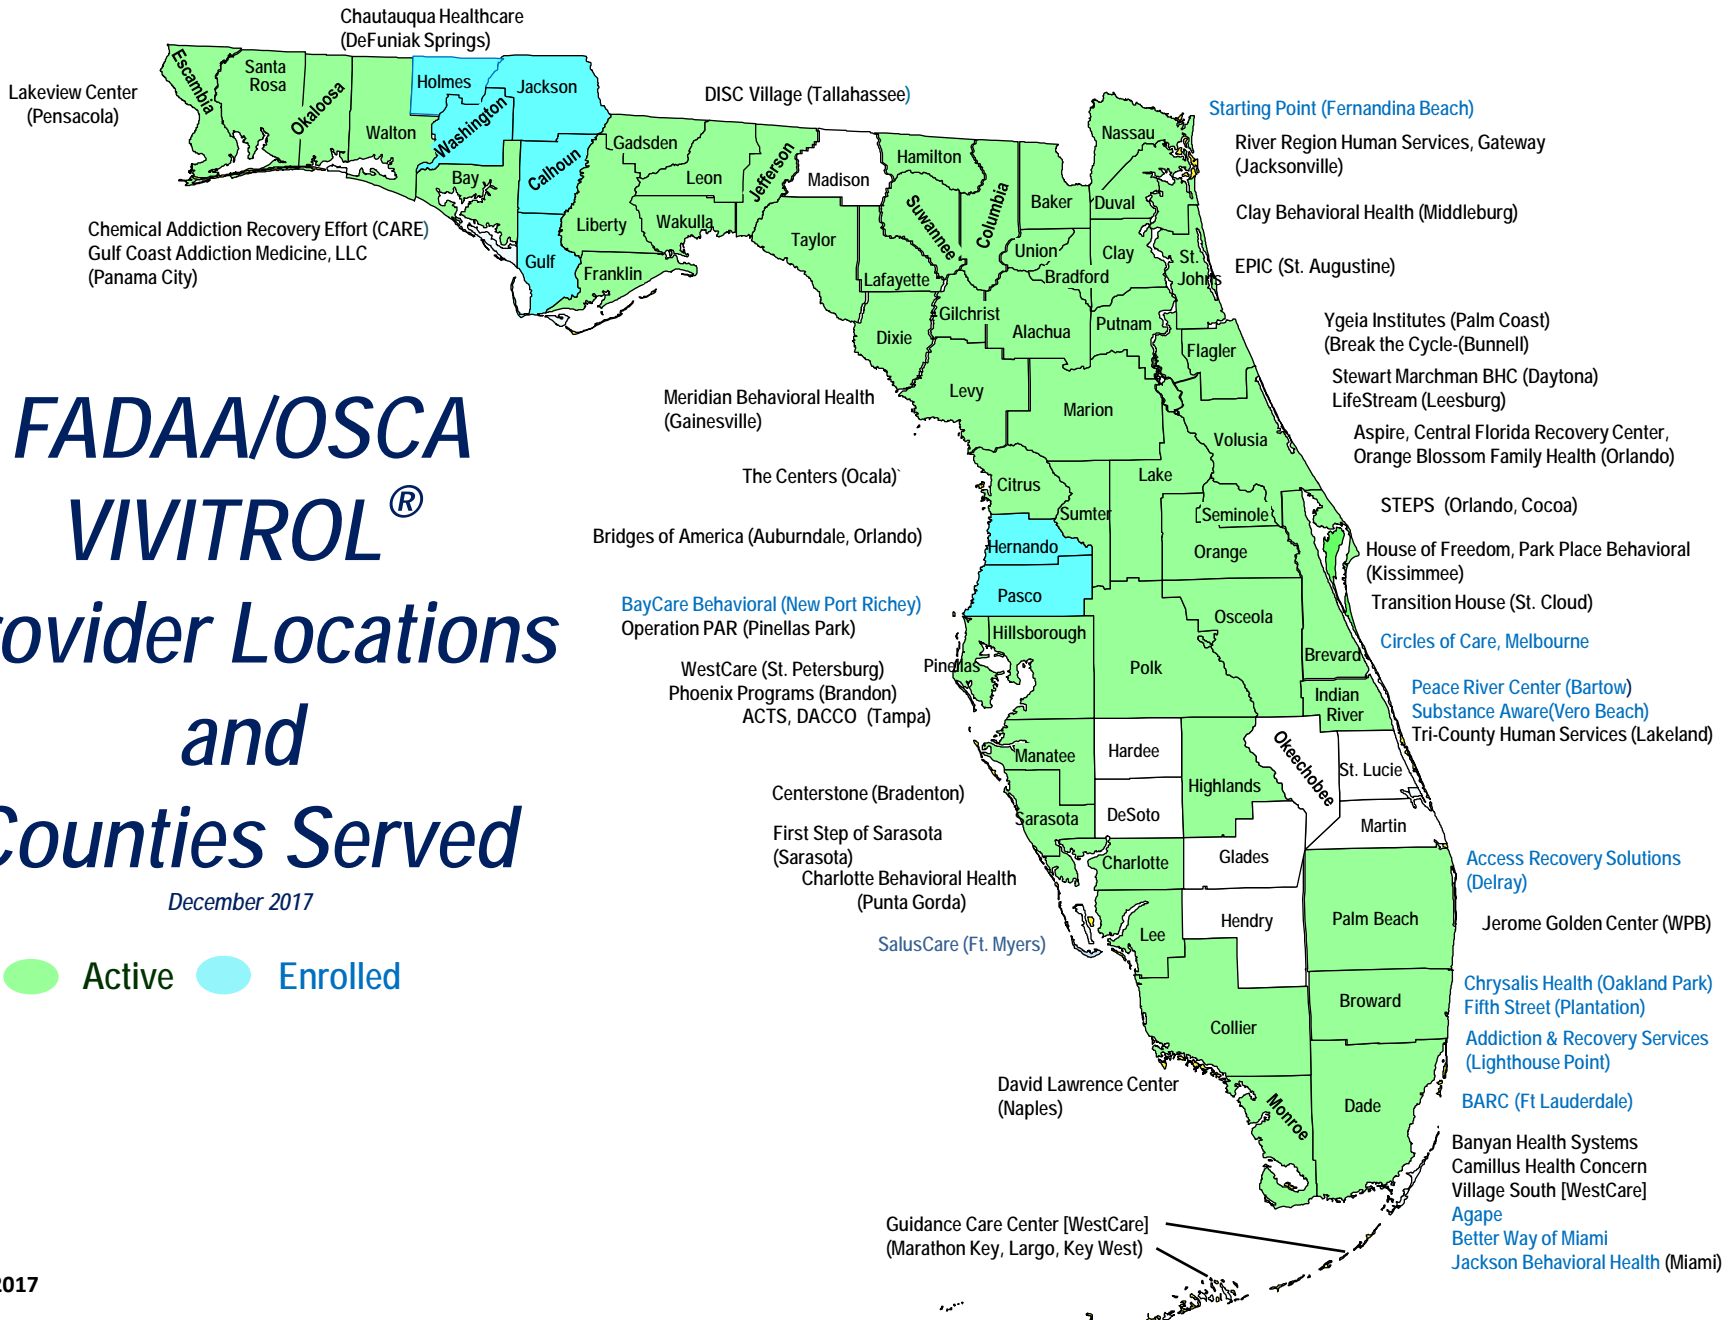 Chautauqua Healthcare
(DeFuniak Springs)
Lakeview Center
(Pensacola)
DISC Village (Tallahassee)
Chemical Addiction Recovery Effort (CARE)
Gulf Coast Addiction Medicine, LLC
(Panama City)
Escambia
Santa
Rosa
Okaloosa
Walton
Holmes
Washington
Jackson
Bay
Calhoun
Gulf
Gadsden
Liberty
Franklin
Leon
Wakulla
Jefferson
Madison
Taylor
Hamilton
Suwannee
Columbia
Lafayette
Dixie
Baker
Nassau
Duval
Union
Bradford
Clay
St.
Johns
Gilchrist
Alachua
Putnam
Flagler
Levy
Marion
Volusia
Citrus
Sumter
Lake
Seminole
Hernando
Orange
Pasco
Osceola
Hillsborough
Pinellas
Polk
Brevard
Indian
River
Manatee
Hardee
Highlands
Okeechobee
St. Lucie
Sarasota
DeSoto
Martin
Charlotte
Glades
Lee
Hendry
Palm Beach
Collier
Broward
Monroe
Dade
Starting Point (Fernandina Beach)
River Region Human Services, Gateway
(Jacksonville)
Clay Behavioral Health (Middleburg)
EPIC (St. Augustine)
Ygeia Institutes (Palm Coast)
(Break the Cycle-(Bunnell)
Stewart Marchman BHC (Daytona)
LifeStream (Leesburg)
Aspire, Central Florida Recovery Center,
Orange Blossom Family Health (Orlando)
STEPS (Orlando, Cocoa)
House of Freedom, Park Place Behavioral
(Kissimmee)
Transition House (St. Cloud)
Circles of Care, Melbourne
Peace River Center (Bartow)
Substance Aware(Vero Beach)
Tri-County Human Services (Lakeland)
Access Recovery Solutions
(Delray)
Jerome Golden Center (WPB)
Chrysalis Health (Oakland Park)
Fifth Street (Plantation)
Addiction & Recovery Services
(Lighthouse Point)
BARC (Ft Lauderdale)
Banyan Health Systems
Camillus Health Concern
Village South [WestCare]
Agape
Better Way of Miami
Jackson Behavioral Health (Miami)
Meridian Behavioral Health
(Gainesville)
The Centers (Ocala)`
Bridges of America (Auburndale, Orlando)
BayCare Behavioral (New Port Richey)
Operation PAR (Pinellas Park)
WestCare (St. Petersburg)
Phoenix Programs (Brandon)
ACTS, DACCO (Tampa)
Centerstone (Bradenton)
First Step of Sarasota
(Sarasota)
Charlotte Behavioral Health
(Punta Gorda)
SalusCare (Ft. Myers)
David Lawrence Center
(Naples)
Guidance Care Center [WestCare]
(Marathon Key, Largo, Key West)
FADAA/OSCA
VIVITROL®
ovider Locations
and
Counties Served
December 2017
Active Enrolled
2017